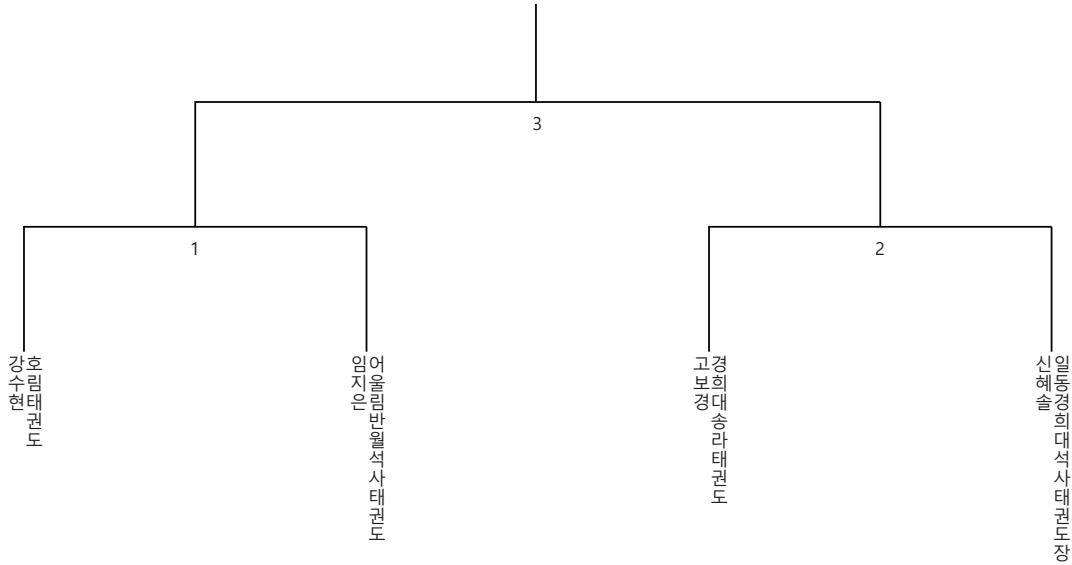 3
1
2
호림태권도
강수현
어울림반월석사태권도
임지은
경희대송라태권도
고보경
일동경희대석사태권도장
신혜솔